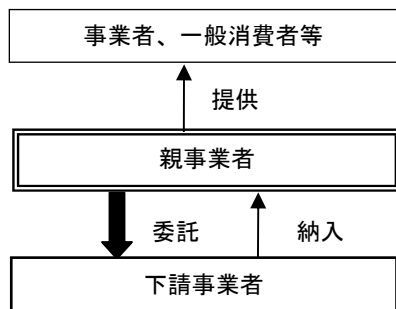 事業者、一般消費者等
提供
親事業者
委託
納入
下請事業者